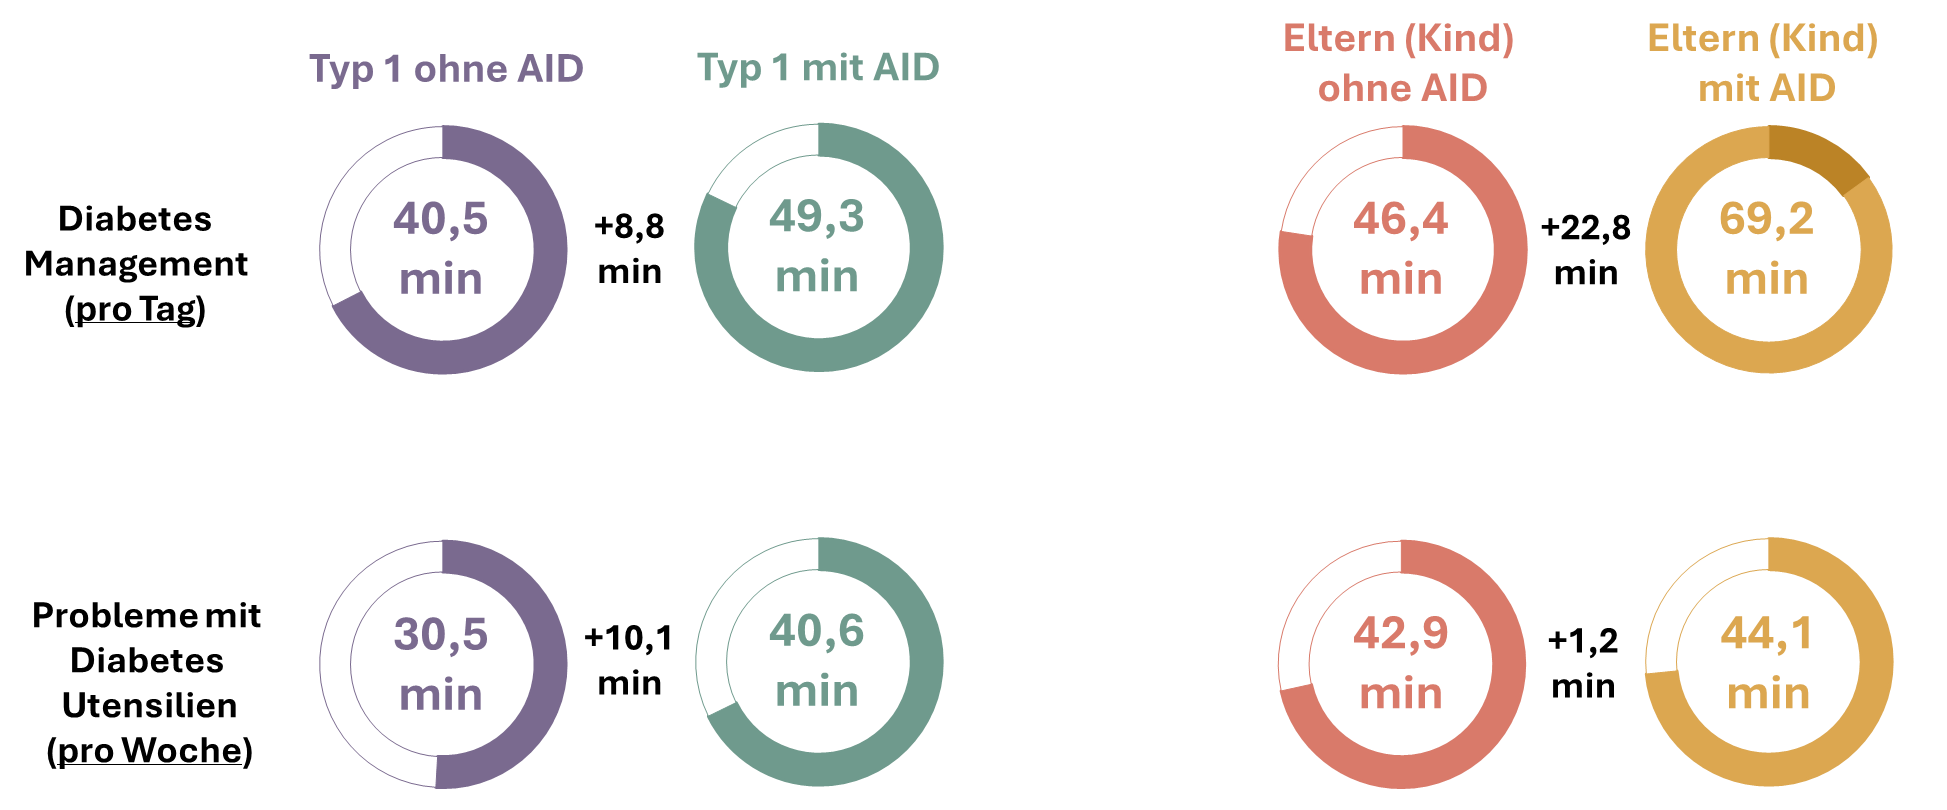 Typ 1 ohne AID
Typ 1 mit AID
Eltern (Kind)
ohne AID
Eltern (Kind)
mit AID
Diabetes
Management
(pro Tag)
40,5
min
+8,8
min
49,3
min
46,4
min
+22,8
min
69,2
min
Probleme mit
Diabetes
Utensilien
(pro Woche)
30,5
min
+10,1
min
40,6
min
42,9
min
+1,2
min
44,1
min